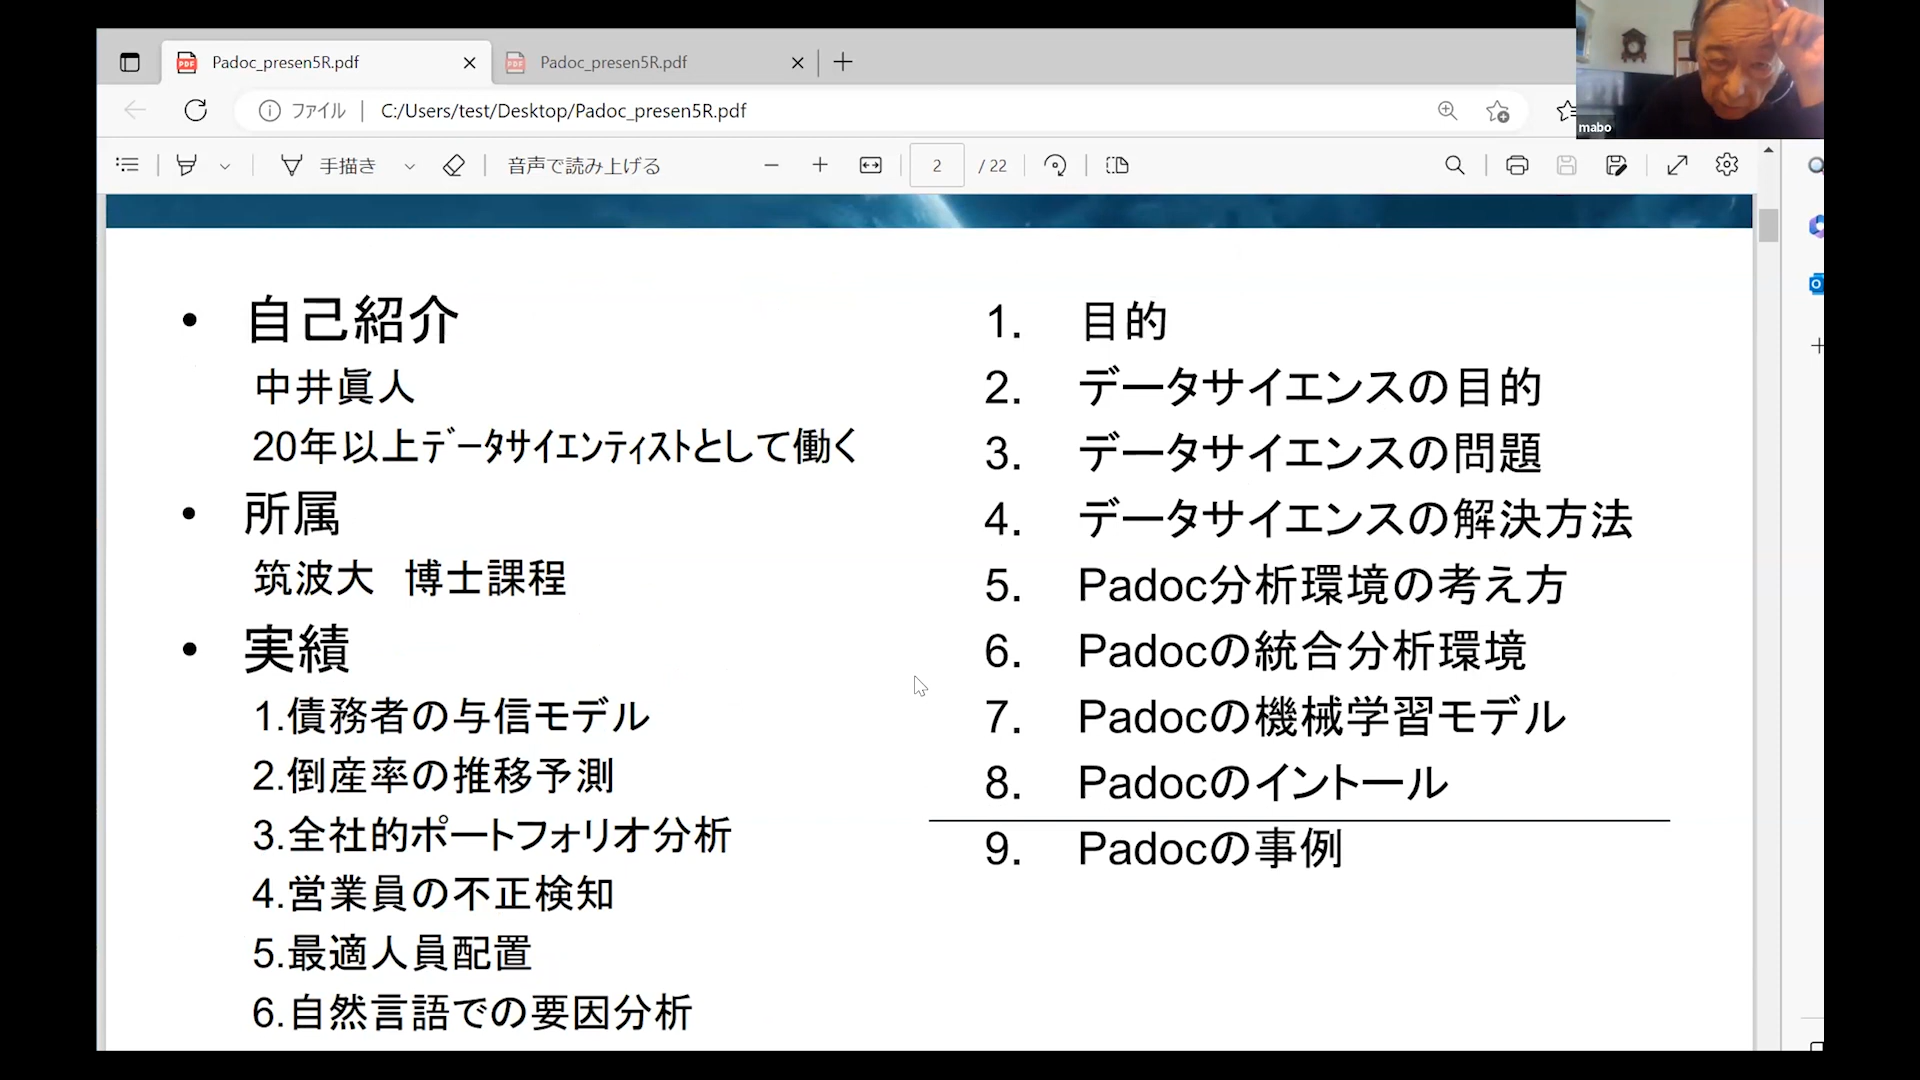 Padoc_presen5R.pdf
Padoc_presen5R.pdf
ファイル
C:/Users/test/Desktop/Padoc_presen5R.pdf
mabo
手描き
音声で読み上げる
2
/ 22
• 自己紹介
中井眞人
20年以上ﾃﾞｰﾀｻｲｴﾝﾃｨｽﾄとして働く
• 所属
筑波大　博士課程
• 実績
1.債務者の与信モデル
2.倒産率の推移予測
3.全社的ポートフォリオ分析
4.営業員の不正検知
5.最適人員配置
6.自然言語での要因分析
1. 目的
2. データサイエンスの目的
3. データサイエンスの問題
4. データサイエンスの解決方法
5. Padoc分析環境の考え方
6. Padocの統合分析環境
7. Padocの機械学習モデル
8. Padocのイントール
9. Padocの事例